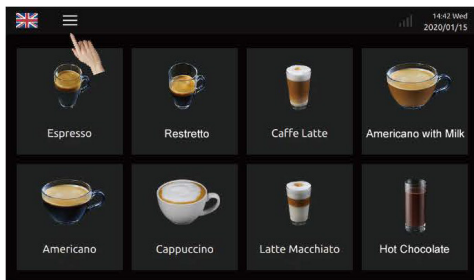 14:42 Wed
2020/01/15
Espresso
Restretto
Caffe Latte
Americano with Milk
Americano
Cappuccino
Latte Macchiato
Hot Chocolate